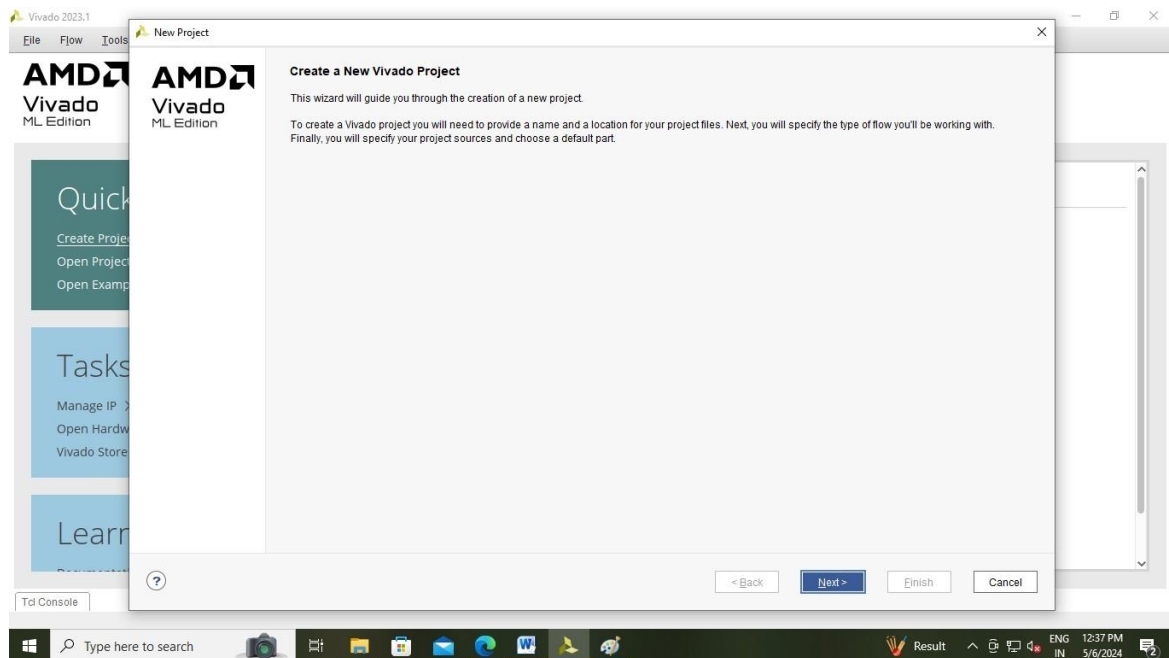 Vivado 2023.1
File Flow Tools
AMD
Vivado
ML Edition
Quick
Create Projec
Open Project
Open Examp
Tasks
Manage IP >
Open Hardw
Vivado Store
Learn
Tcl Console
New Project
AMD
Vivado
ML Edition
Create a New Vivado Project
This wizard will guide you through the creation of a new project.
To create a Vivado project you will need to provide a name and a location for your project files. Next, you will specify the type of flow you'll be working with.
Finally, you will specify your project sources and choose a default part.
?
< Back Next > Finish Cancel
Type here to search
Result
ENG 12:37 PM
IN 5/6/2024
2